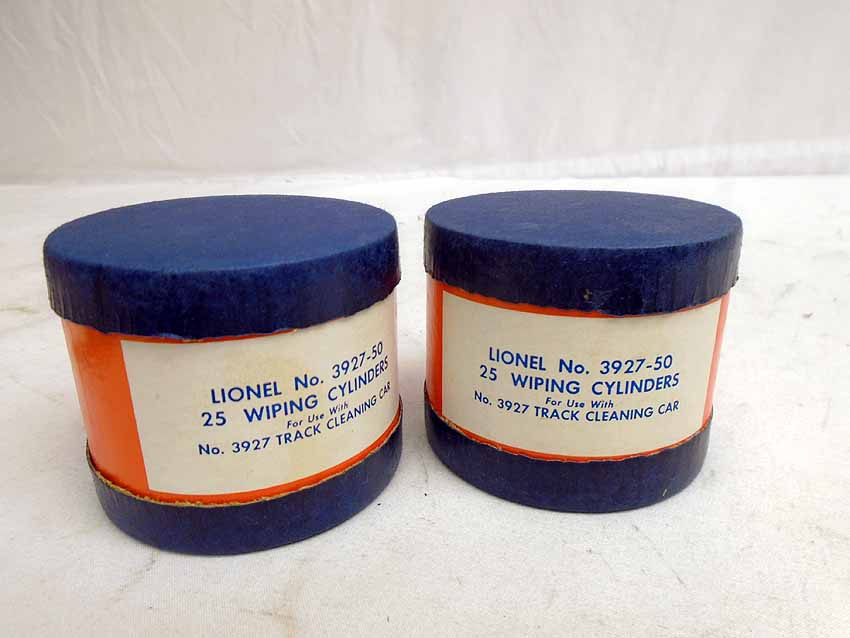 LIONEL No. 3927-50
25 WIPING CYLINDERS
For Use With
No. 3927 TRACK CLEANING CAR
LIONEL No. 3927-50
25 WIPING CYLINDERS
For Use With
No. 3927 TRACK CLEANING CAR